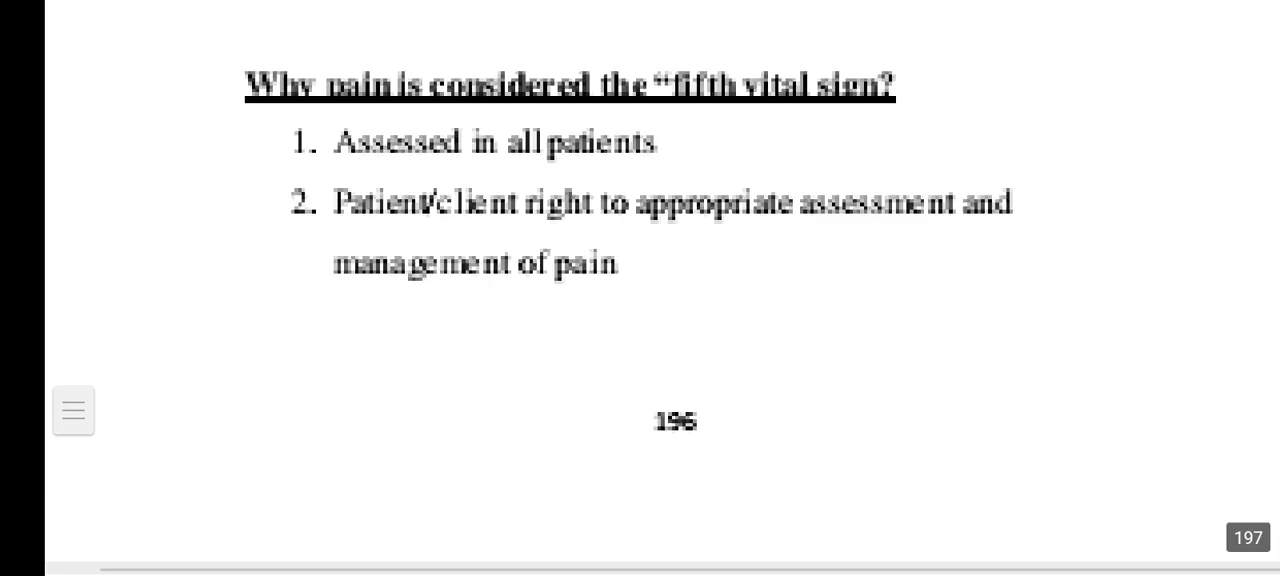 Why pain is considered the “fifth vital sign?
1. Assessed in all patients
2. Patient/client right to appropriate assessment and
management of pain
196
197